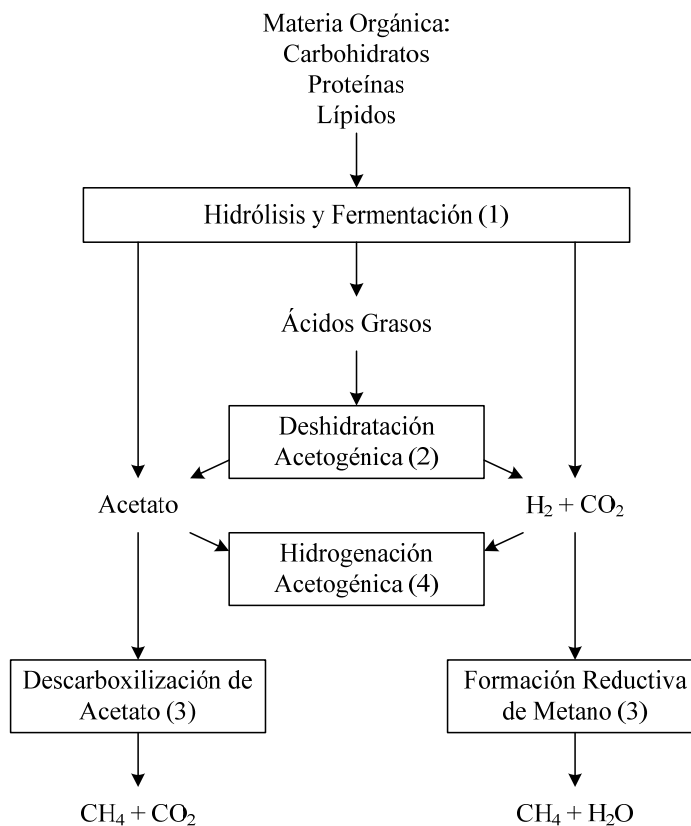 Materia Orgánica:
Carbohidratos
Proteínas
Lípidos
Hidrólisis y Fermentación (1)
Ácidos Grasos
Deshidratación
Acetogénica (2)
Acetato
H₂ + CO₂
Hidrogenación
Acetogénica (4)
Descarboxilización de
Acetato (3)
Formación Reductiva
de Metano (3)
CH₄ + CO₂
CH₄ + H₂O